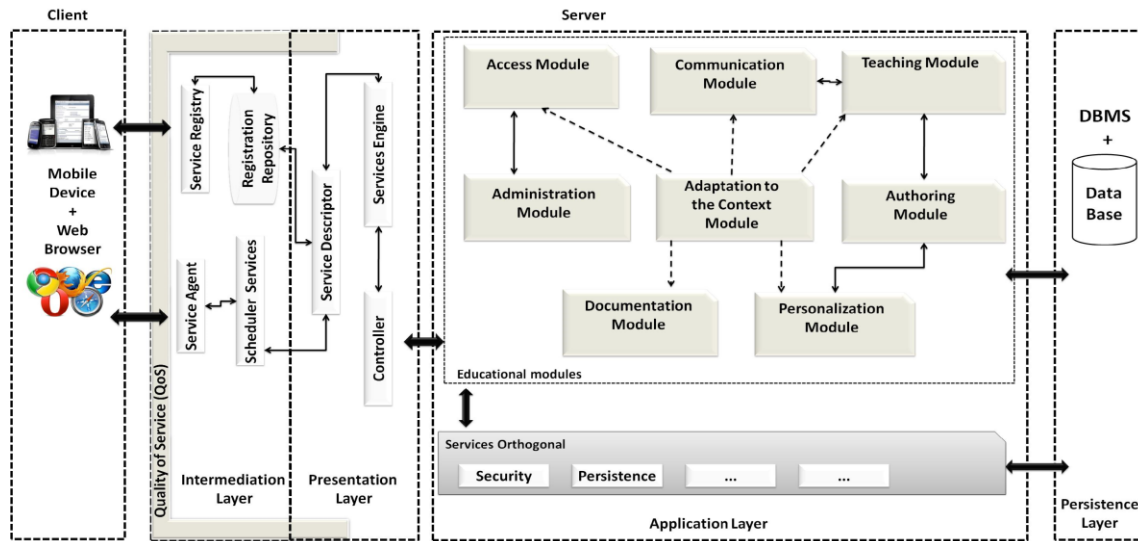 Client
Server
Mobile
Device
+
Web
Browser
Quality of Service (QoS)
Service Registry
Registration
Repository
Service Agent
Scheduler Services
Intermediation
Layer
Service Descriptor
Services Engine
Controller
Presentation
Layer
Access Module
Communication
Module
Teaching Module
Administration
Module
Adaptation to
the Context
Module
Authoring
Module
Documentation
Module
Personalization
Module
Educational modules
Services Orthogonal
Security
Persistence
...
...
Application Layer
DBMS
+
Data
Base
Persistence
Layer